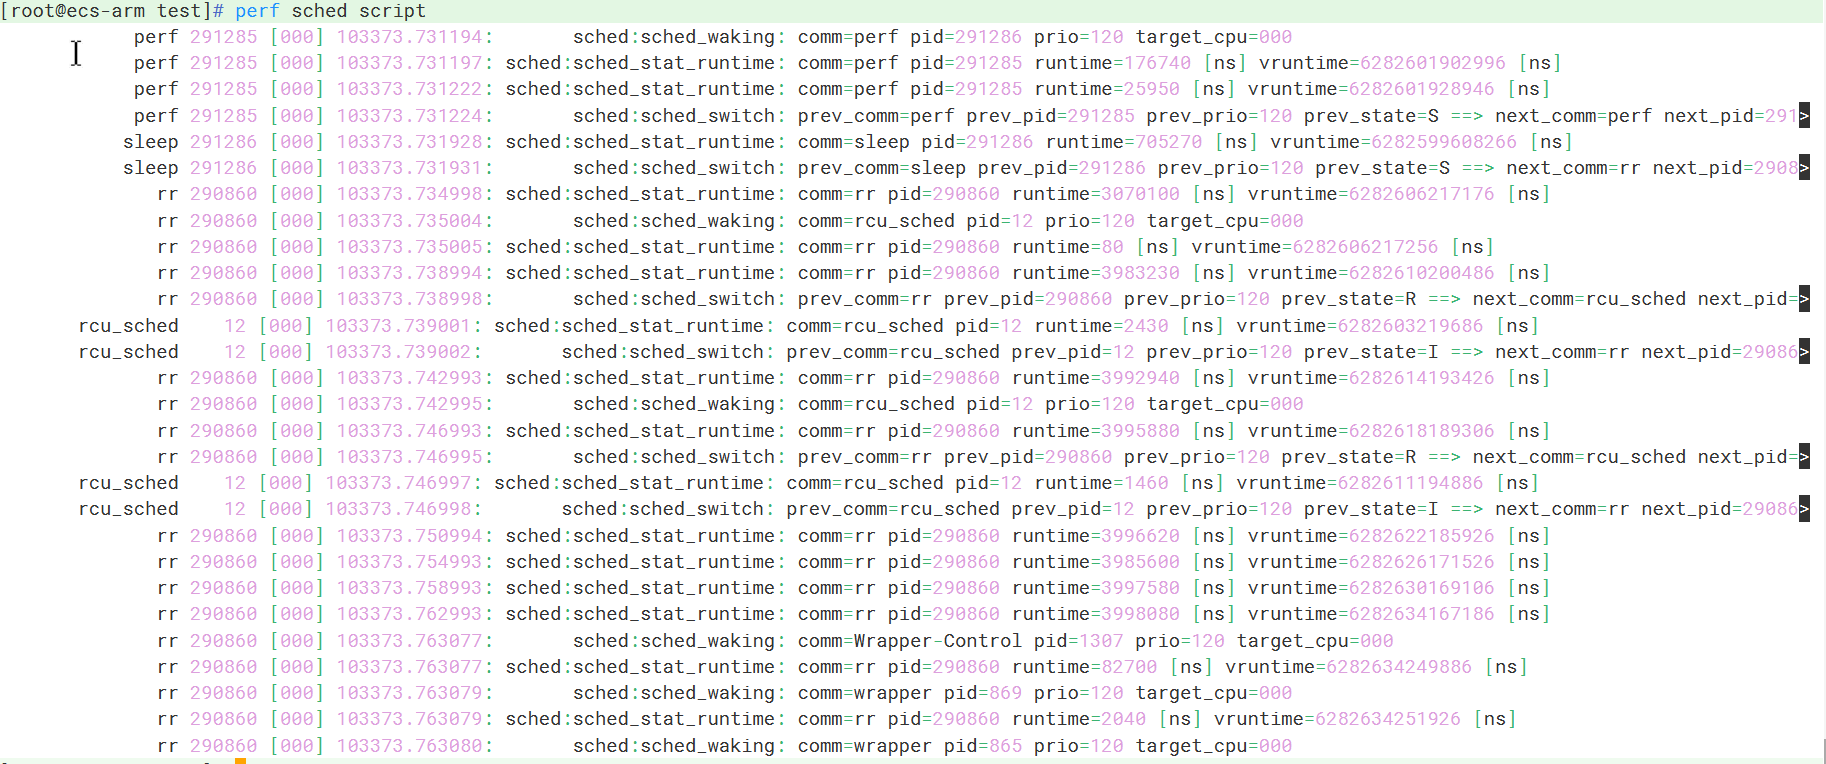 [root@ecs-arm test]# perf sched script
perf 291285 [000] 103373.731194: sched:sched_waking: comm=perf pid=291286 prio=120 target_cpu=000
perf 291285 [000] 103373.731197: sched:sched_stat_runtime: comm=perf pid=291285 runtime=176740 [ns] vruntime=6282601902996 [ns]
perf 291285 [000] 103373.731222: sched:sched_stat_runtime: comm=perf pid=291285 runtime=25950 [ns] vruntime=6282601928946 [ns]
perf 291285 [000] 103373.731224: sched:sched_switch: prev_comm=perf prev_pid=291285 prev_prio=120 prev_state=S ==> next_comm=perf next_pid=291>
sleep 291286 [000] 103373.731928: sched:sched_stat_runtime: comm=sleep pid=291286 runtime=705270 [ns] vruntime=6282599608266 [ns]
sleep 291286 [000] 103373.731931: sched:sched_switch: prev_comm=sleep prev_pid=291286 prev_prio=120 prev_state=S ==> next_comm=rr next_pid=2908>
rr 290860 [000] 103373.734998: sched:sched_stat_runtime: comm=rr pid=290860 runtime=3070100 [ns] vruntime=6282606217176 [ns]
rr 290860 [000] 103373.735004: sched:sched_waking: comm=rcu_sched pid=12 prio=120 target_cpu=000
rr 290860 [000] 103373.735005: sched:sched_stat_runtime: comm=rr pid=290860 runtime=80 [ns] vruntime=6282606217256 [ns]
rr 290860 [000] 103373.738994: sched:sched_stat_runtime: comm=rr pid=290860 runtime=3983230 [ns] vruntime=6282610200486 [ns]
rr 290860 [000] 103373.738998: sched:sched_switch: prev_comm=rr prev_pid=290860 prev_prio=120 prev_state=R ==> next_comm=rcu_sched next_pid=>
rcu_sched 12 [000] 103373.739001: sched:sched_stat_runtime: comm=rcu_sched pid=12 runtime=2430 [ns] vruntime=6282603219686 [ns]
rcu_sched 12 [000] 103373.739002: sched:sched_switch: prev_comm=rcu_sched prev_pid=12 prev_prio=120 prev_state=I ==> next_comm=rr next_pid=29086>
rr 290860 [000] 103373.742993: sched:sched_stat_runtime: comm=rr pid=290860 runtime=3992940 [ns] vruntime=6282614193426 [ns]
rr 290860 [000] 103373.742995: sched:sched_waking: comm=rcu_sched pid=12 prio=120 target_cpu=000
rr 290860 [000] 103373.746993: sched:sched_stat_runtime: comm=rr pid=290860 runtime=3995880 [ns] vruntime=6282618189306 [ns]
rr 290860 [000] 103373.746995: sched:sched_switch: prev_comm=rr prev_pid=290860 prev_prio=120 prev_state=R ==> next_comm=rcu_sched next_pid=>
rcu_sched 12 [000] 103373.746997: sched:sched_stat_runtime: comm=rcu_sched pid=12 runtime=1460 [ns] vruntime=6282611194886 [ns]
rcu_sched 12 [000] 103373.746998: sched:sched_switch: prev_comm=rcu_sched prev_pid=12 prev_prio=120 prev_state=I ==> next_comm=rr next_pid=29086>
rr 290860 [000] 103373.750994: sched:sched_stat_runtime: comm=rr pid=290860 runtime=3996620 [ns] vruntime=6282622185926 [ns]
rr 290860 [000] 103373.754993: sched:sched_stat_runtime: comm=rr pid=290860 runtime=3985600 [ns] vruntime=6282626171526 [ns]
rr 290860 [000] 103373.758993: sched:sched_stat_runtime: comm=rr pid=290860 runtime=3997580 [ns] vruntime=6282630169106 [ns]
rr 290860 [000] 103373.762993: sched:sched_stat_runtime: comm=rr pid=290860 runtime=3998080 [ns] vruntime=6282634167186 [ns]
rr 290860 [000] 103373.763077: sched:sched_waking: comm=Wrapper-Control pid=1307 prio=120 target_cpu=000
rr 290860 [000] 103373.763077: sched:sched_stat_runtime: comm=rr pid=290860 runtime=82700 [ns] vruntime=6282634249886 [ns]
rr 290860 [000] 103373.763079: sched:sched_waking: comm=wrapper pid=869 prio=120 target_cpu=000
rr 290860 [000] 103373.763079: sched:sched_stat_runtime: comm=rr pid=290860 runtime=2040 [ns] vruntime=6282634251926 [ns]
rr 290860 [000] 103373.763080: sched:sched_waking: comm=wrapper pid=865 prio=120 target_cpu=000